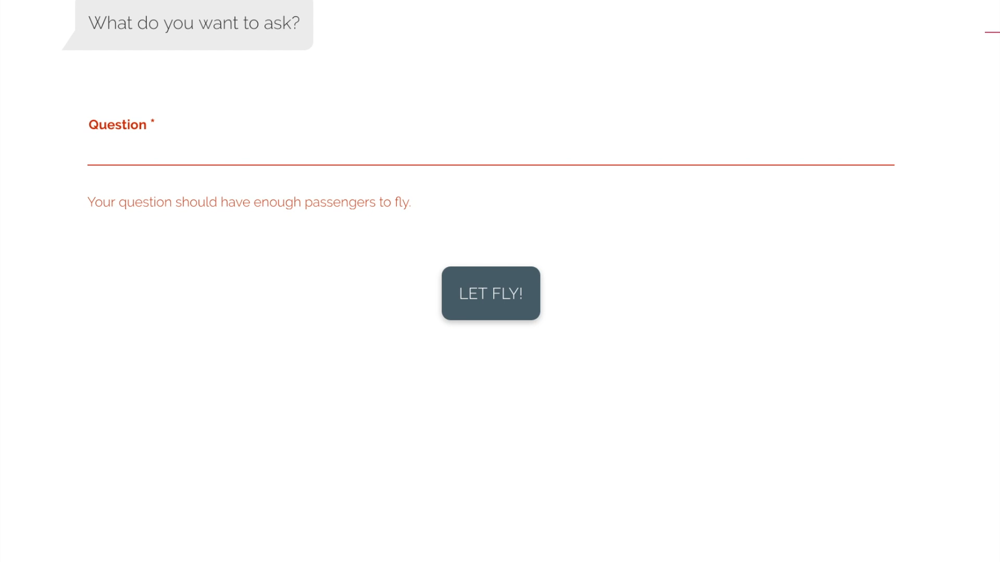 What do you want to ask?
Question *
Your question should have enough passengers to fly.
LET FLY!